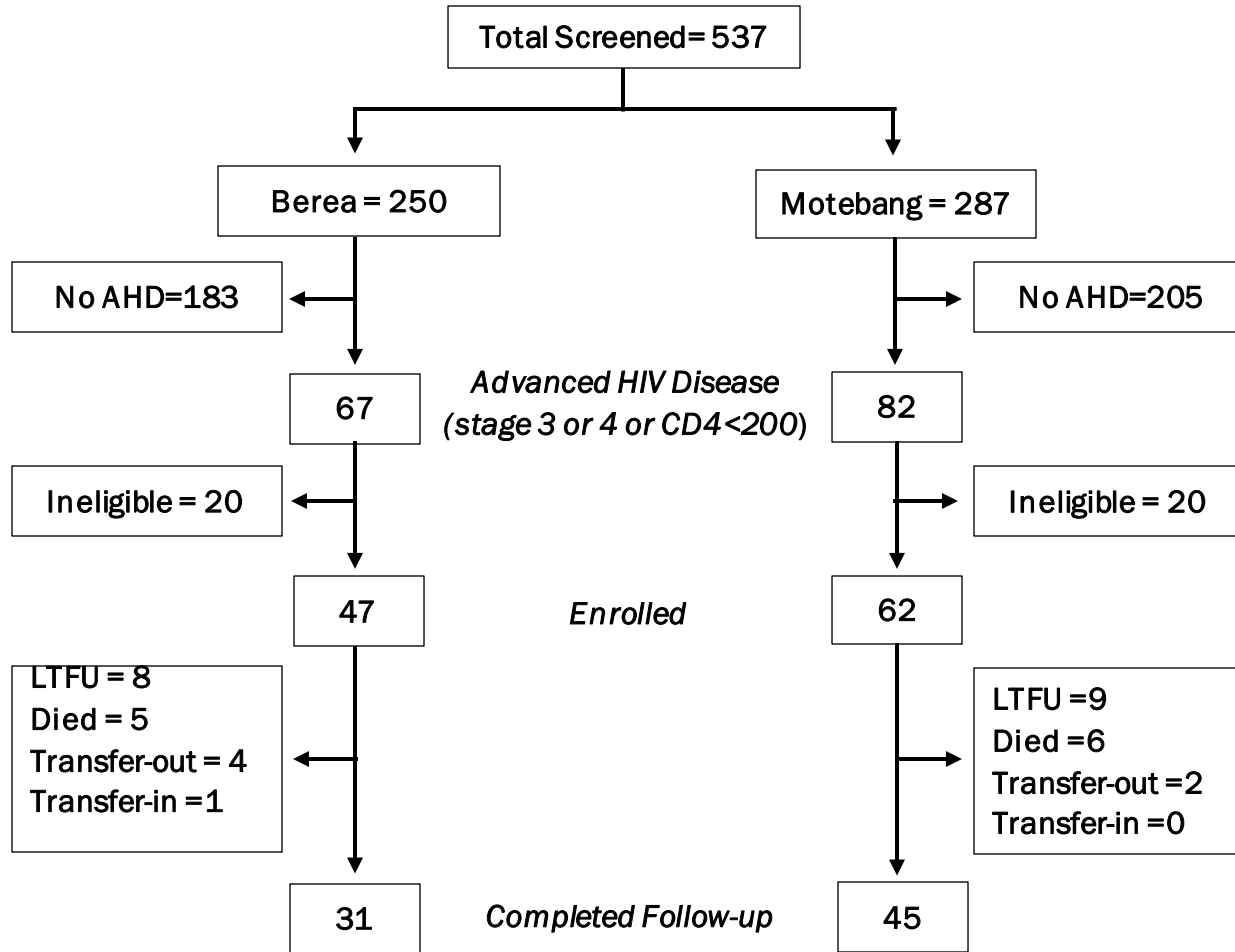 Total Screened= 537
Berea = 250
Motebang = 287
No AHD=183
No AHD=205
67
Advanced HIV Disease
(stage 3 or 4 or CD4<200)
82
Ineligible = 20
Ineligible = 20
47
Enrolled
62
LTFU = 8
Died = 5
Transfer-out = 4
Transfer-in =1
LTFU =9
Died =6
Transfer-out =2
Transfer-in =0
31
Completed Follow-up
45